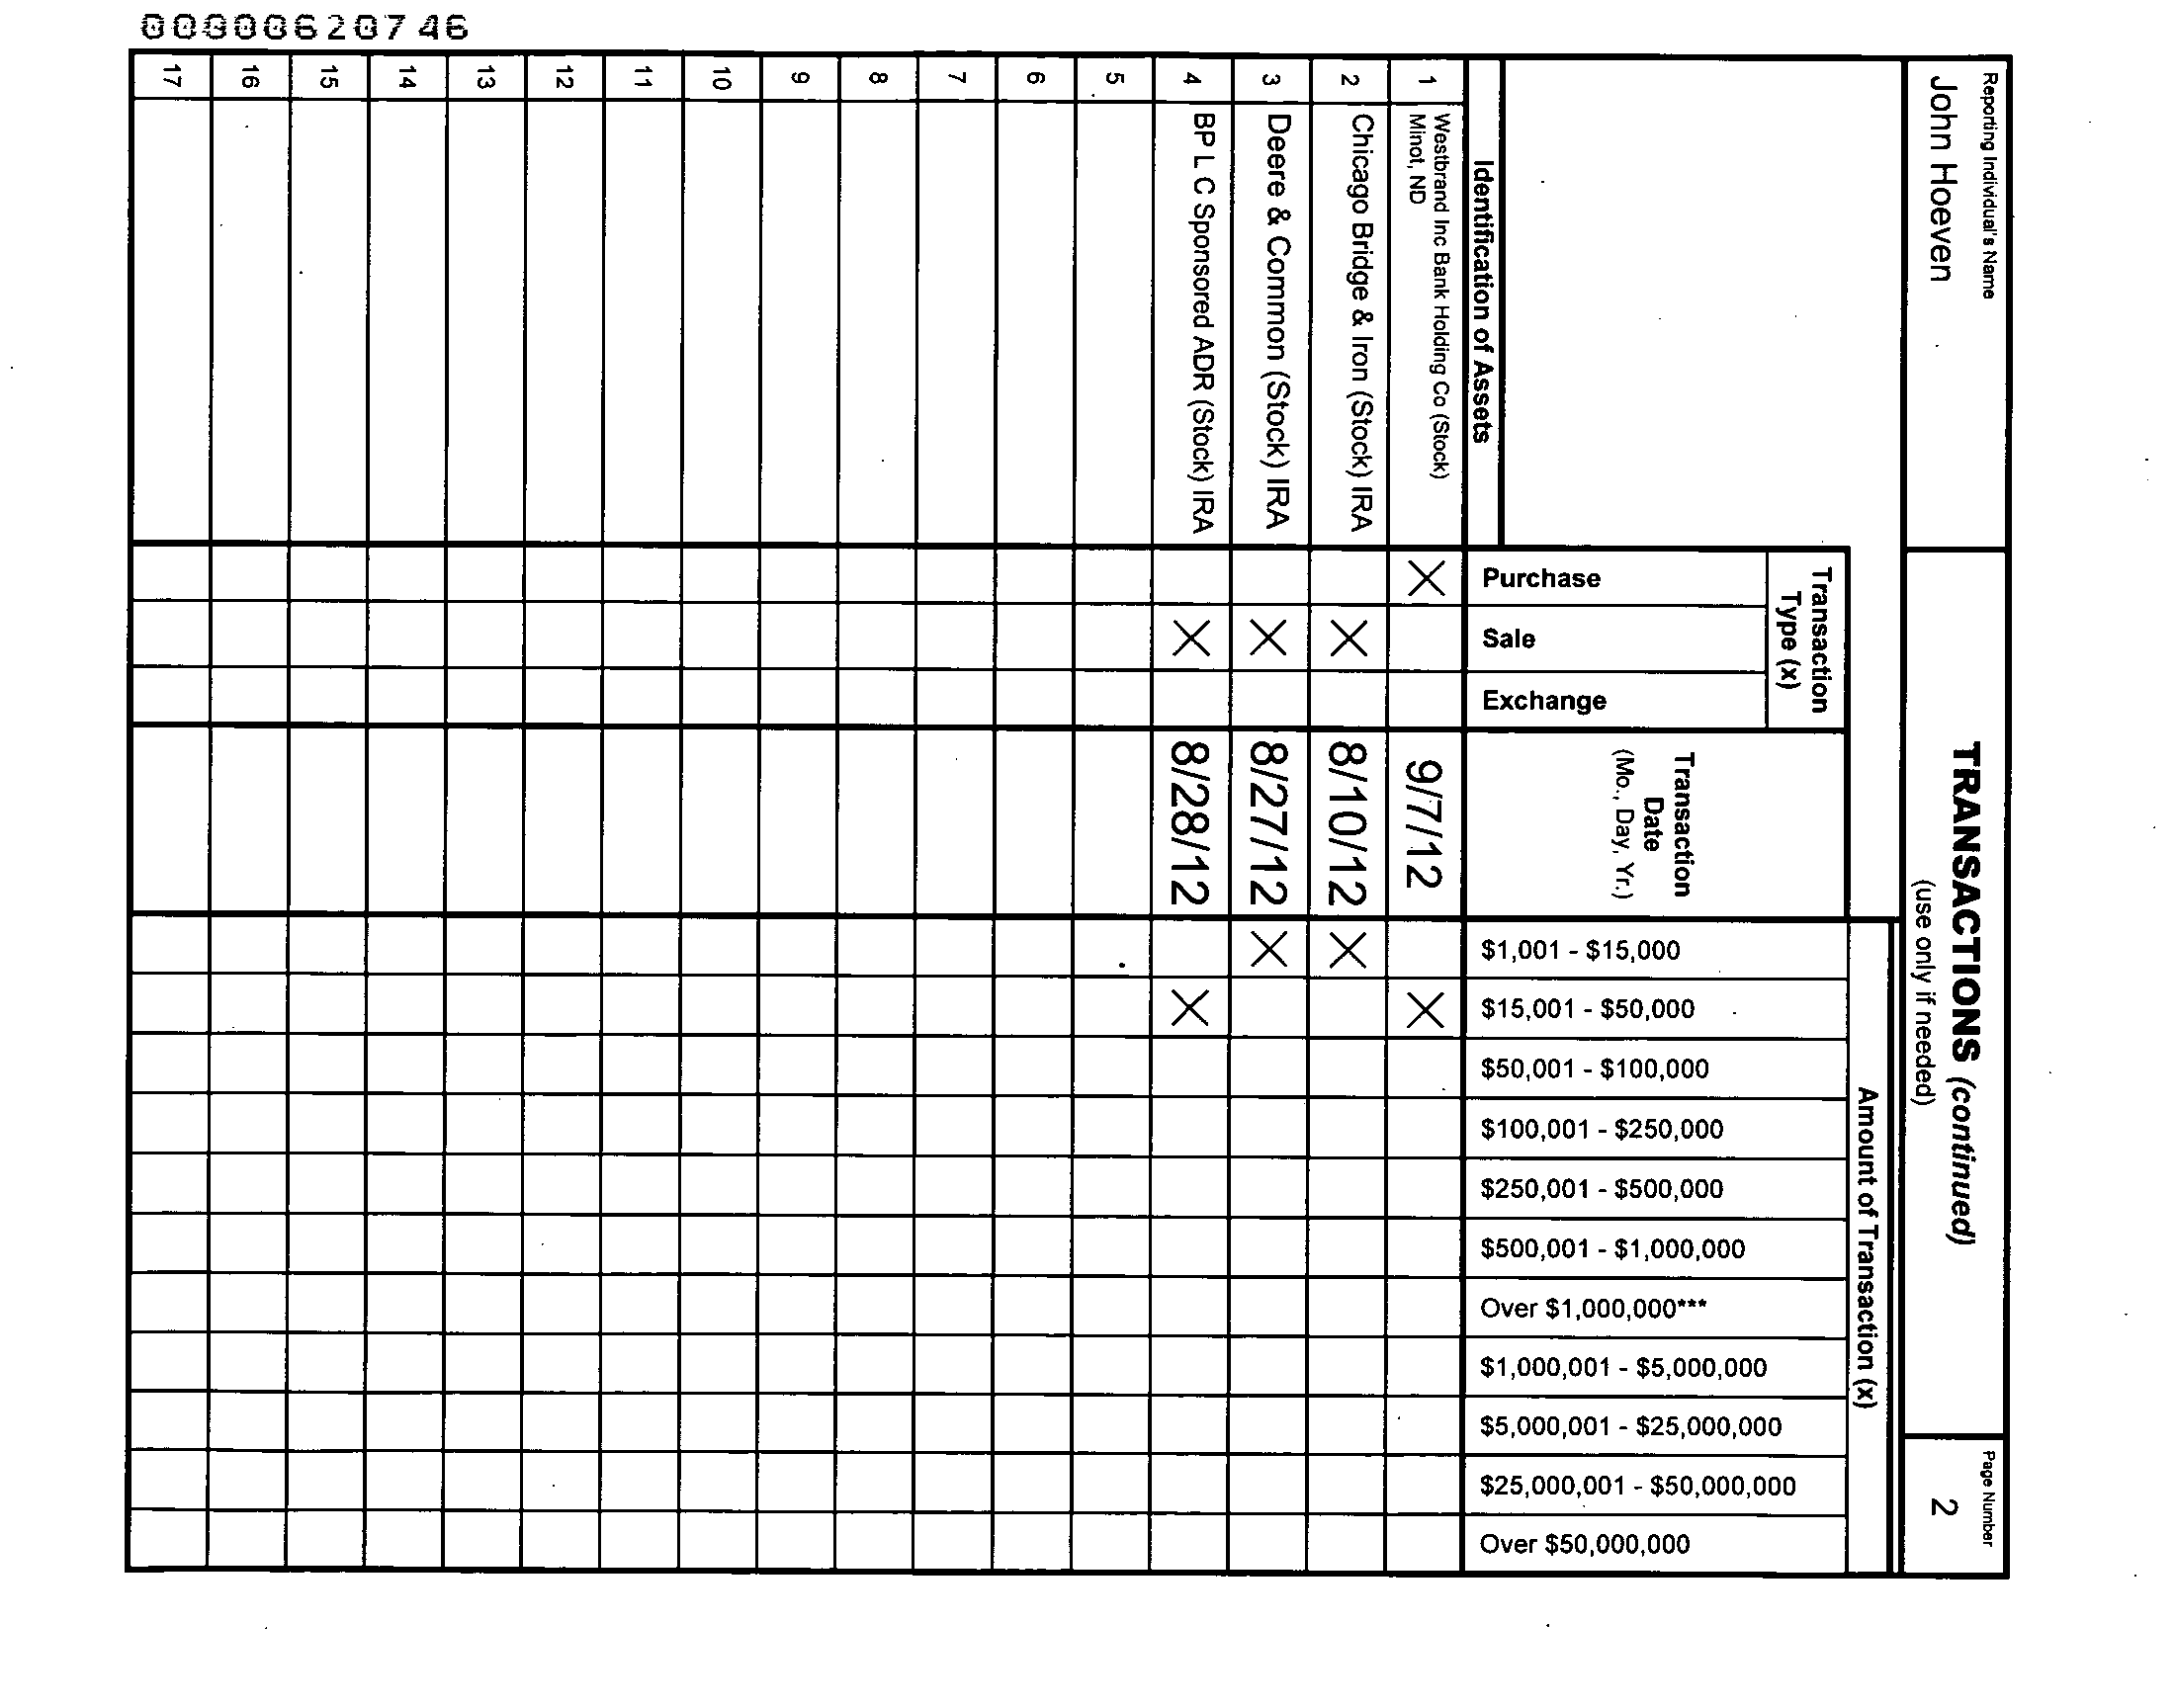 00000620746
Reporting Individual's Name
John Hoeven
TRANSACTIONS (continued)
(use only if needed)
Page Number
2
Identification of Assets
Transaction
Type (x)
Purchase
Sale
Exchange
Transaction
Date
(Mo., Day, Yr.)
Amount of Transaction (x)
$1,001 - $15,000
$15,001 - $50,000
$50,001 - $100,000
$100,001 - $250,000
$250,001 - $500,000
$500,001 - $1,000,000
Over $1,000,000***
$1,000,001 - $5,000,000
$5,000,001 - $25,000,000
$25,000,001 - $50,000,000
Over $50,000,000
1 Westbrand Inc Bank Holding Co (Stock)
Minot, ND X 9/7/12 X
2 Chicago Bridge & Iron (Stock) IRA X 8/10/12 X
3 Deere & Common (Stock) IRA X 8/27/12 X
4 BP L C Sponsored ADR (Stock) IRA X 8/28/12 X
5
6
7
8
9
10
11
12
13
14
15
16
17